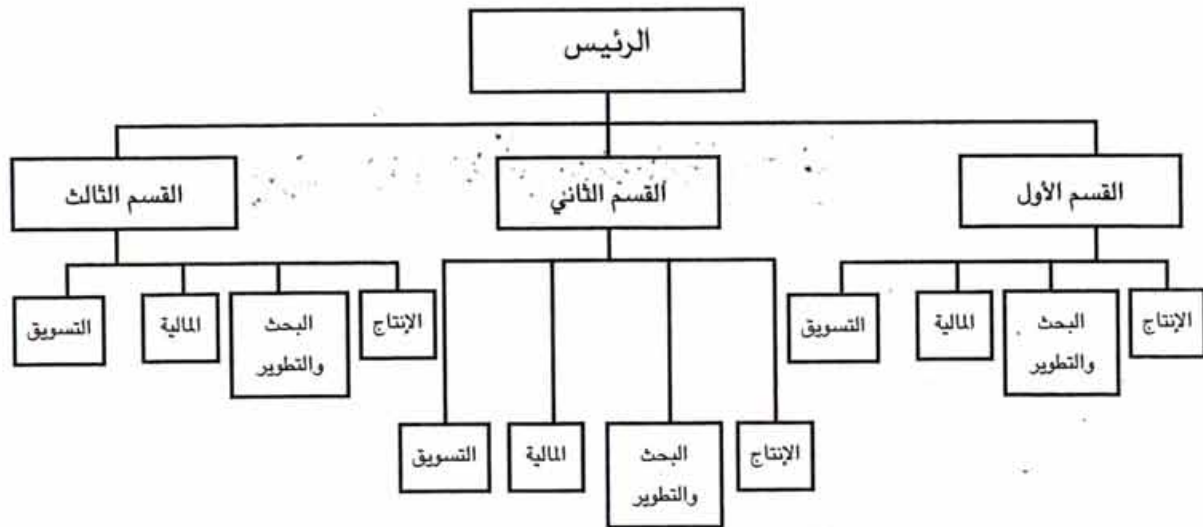 الرئيس
القسم الأول
القسم الثاني
القسم الثالث
الإنتاج
البحث
والتطوير
المالية
التسويق
الإنتاج
البحث
والتطوير
المالية
التسويق
الإنتاج
البحث
والتطوير
المالية
التسويق